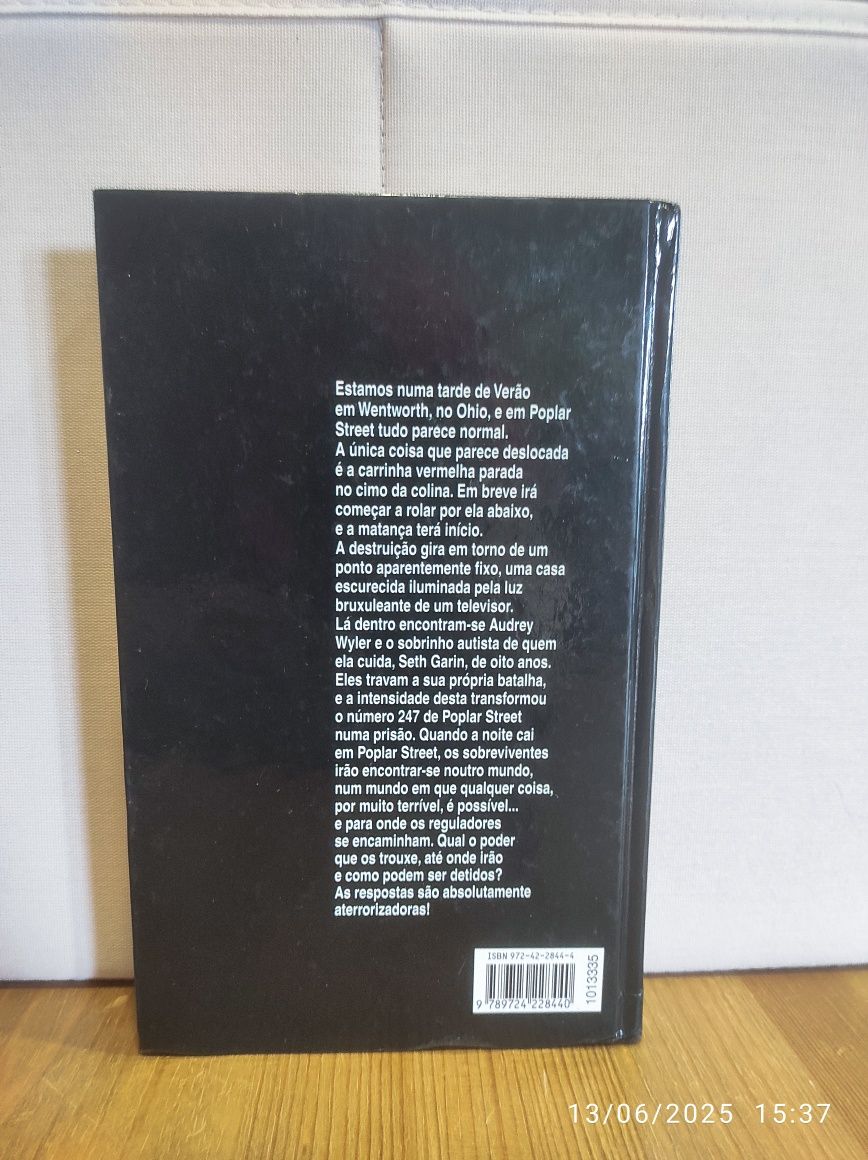 Estamos numa tarde de Verão
em Wentworth, no Ohio, e em Poplar
Street tudo parece normal.
A única coisa que parece deslocada
é a carrinha vermelha parada
no cimo da colina. Em breve irá
começar a rolar por ela abaixo,
e a matança terá início.
A destruição gira em torno de um
ponto aparentemente fixo, uma casa
escurecida iluminada pela luz
bruxuleante de um televisor.
Lá dentro encontram-se Audrey
Wyler e o sobrinho autista de quem
ela cuida, Seth Garin, de oito anos.
Eles travam a sua própria batalha,
e a intensidade desta transformou
o número 247 de Poplar Street
numa prisão. Quando a noite cai
em Poplar Street, os sobreviventes
irão encontrar-se noutro mundo,
num mundo em que qualquer coisa,
por muito terrível, é possível...
e para onde os reguladores
se encaminham. Qual o poder
que os trouxe, até onde irão
e como podem ser detidos?
As respostas são absolutamente
aterrorizadoras!
ISBN 972-42-2844-4
9 789724 228440
1013335
13/06/2025 15:37